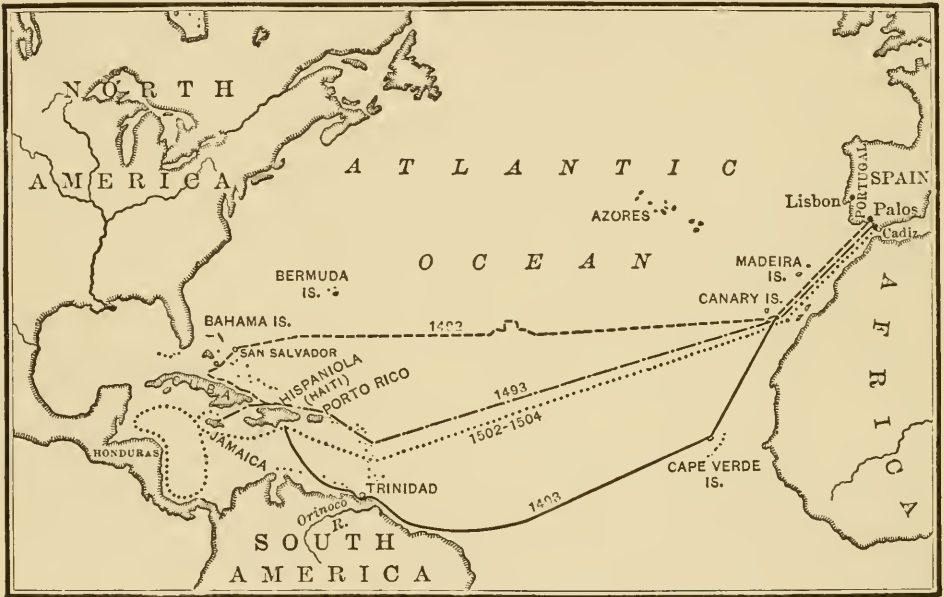 NORTH
AMERICA
ATLANTIC
OCEAN
PORTUGAL
SPAIN
Lisbon
Palos
Cadiz
AZORES
BERMUDA
IS.
MADEIRA
IS.
CANARY IS.
AFRICA
BAHAMA IS.
1492
SAN SALVADOR
CUBA
HISPANIOLA
(HAITI)
PORTO RICO
1493
1502-1504
JAMAICA
HONDURAS
CAPE VERDE
IS.
TRINIDAD
1498
Orinoco
R.
SOUTH
AMERICA